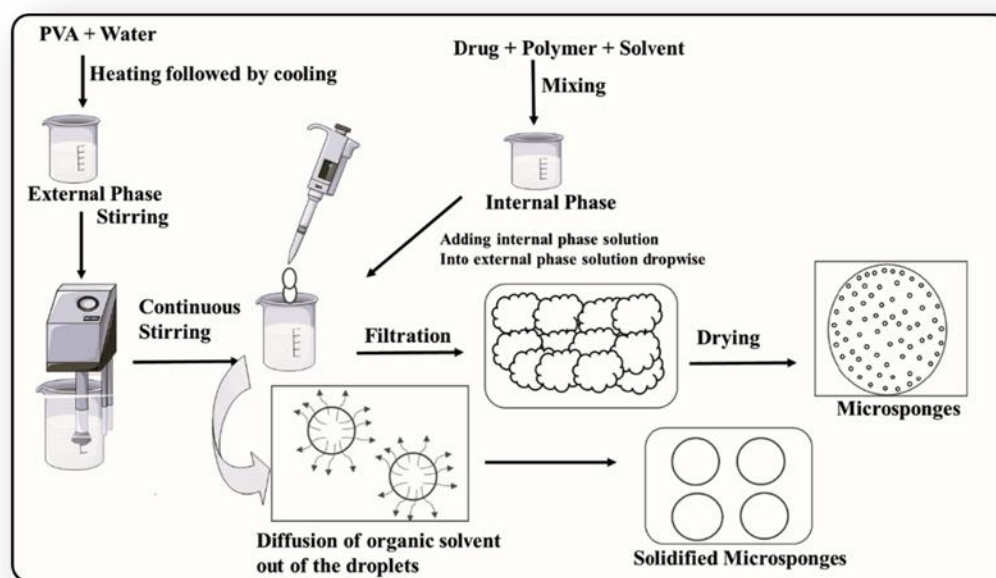 PVA + Water
Heating followed by cooling
External Phase
Stirring
Drug + Polymer + Solvent
Mixing
Internal Phase
Adding internal phase solution
Into external phase solution dropwise
Continuous
Stirring
Filtration
Drying
Microsponges
Diffusion of organic solvent
out of the droplets
Solidified Microsponges